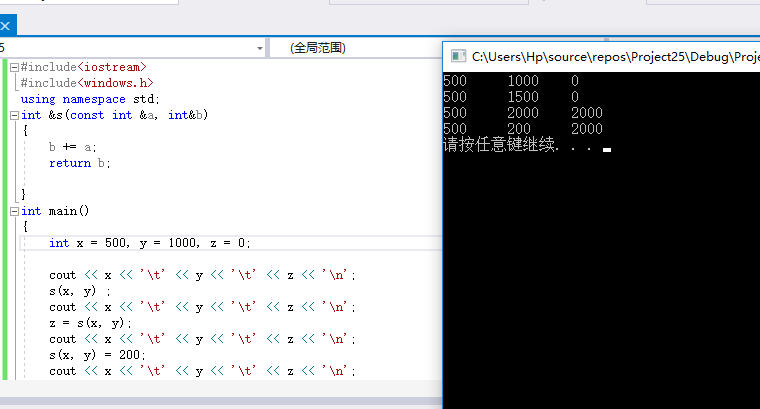 5
(全局范围)
#include<iostream>
#include<windows.h>
using namespace std;
int &s(const int &a, int&b)
{
b += a;
return b;
}
int main()
{
int x = 500, y = 1000, z = 0;
cout << x << '\t' << y << '\t' << z << '\n';
s(x, y) ;
cout << x << '\t' << y << '\t' << z << '\n';
z = s(x, y);
cout << x << '\t' << y << '\t' << z << '\n';
s(x, y) = 200;
cout << x << '\t' << y << '\t' << z << '\n';
C:\Users\Hp\source\repos\Project25\Debug\Proje
500 1000 0
500 1500 0
500 2000 2000
500 200 2000
请按任意键继续. . .